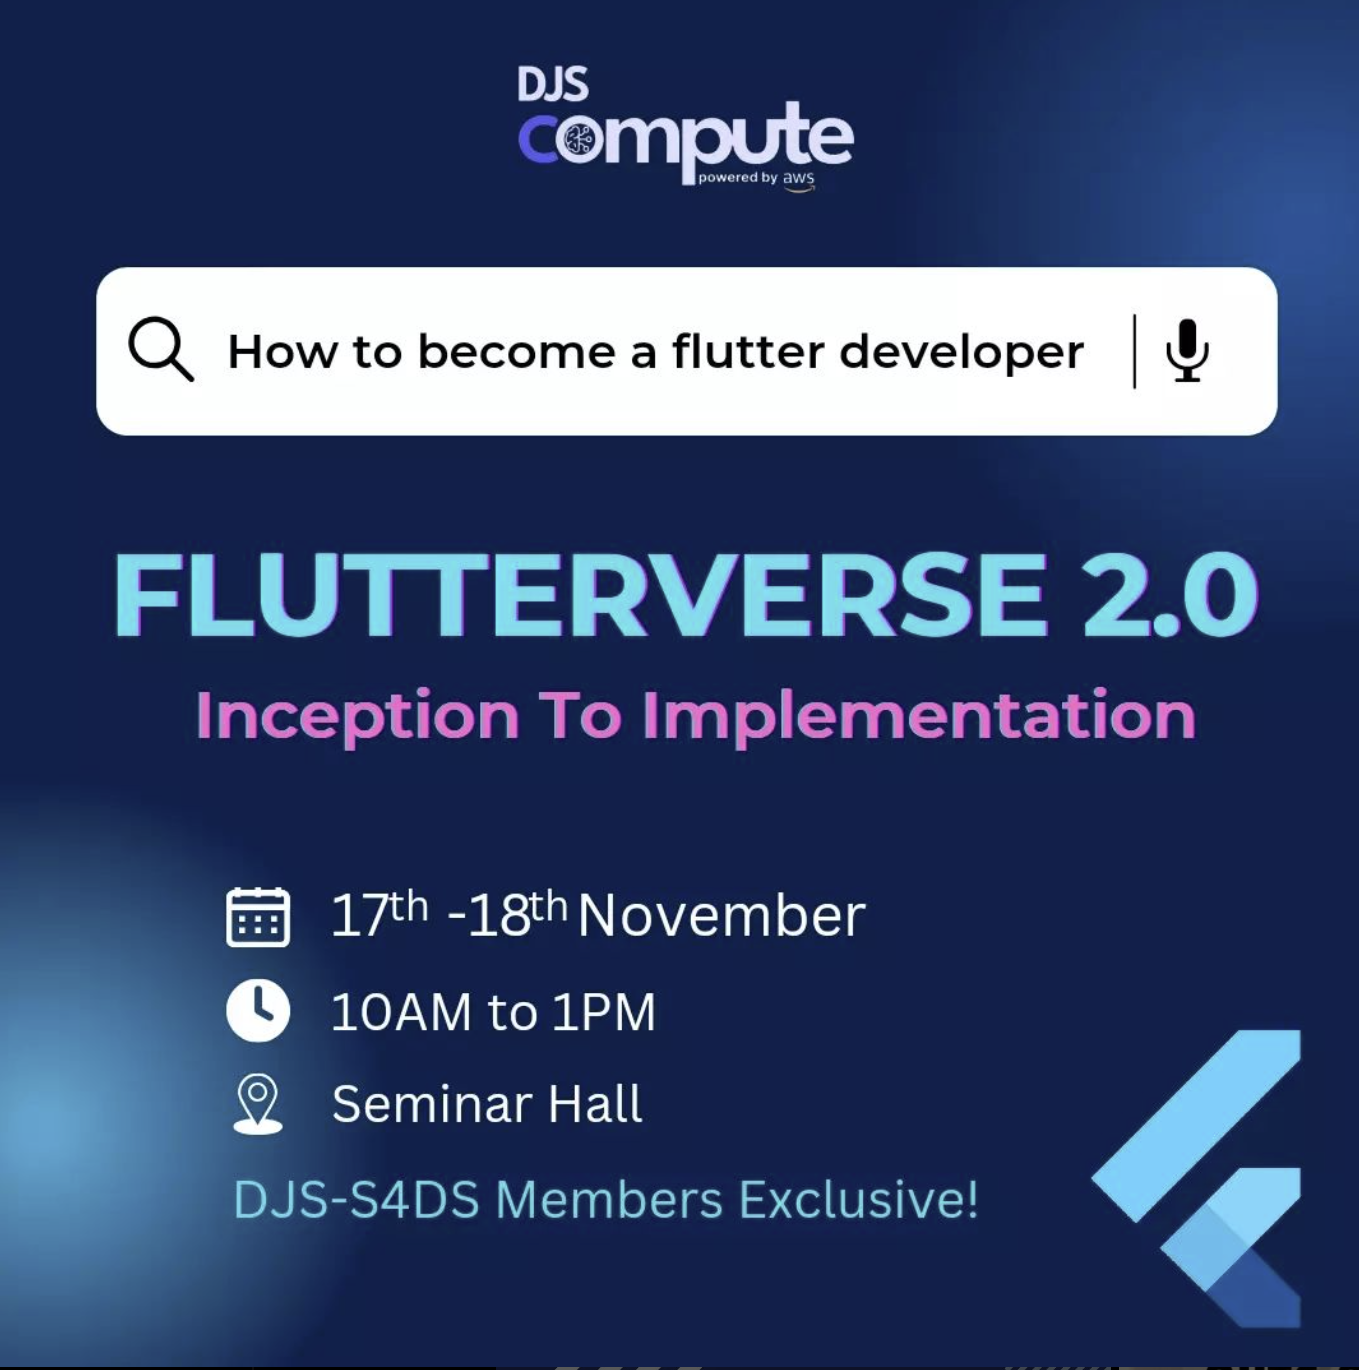 DJS
compute
powered by aws
How to become a flutter developer
FLUTTERVERSE 2.0
Inception To Implementation
17th -18th November
10AM to 1PM
Seminar Hall
DJS-S4DS Members Exclusive!